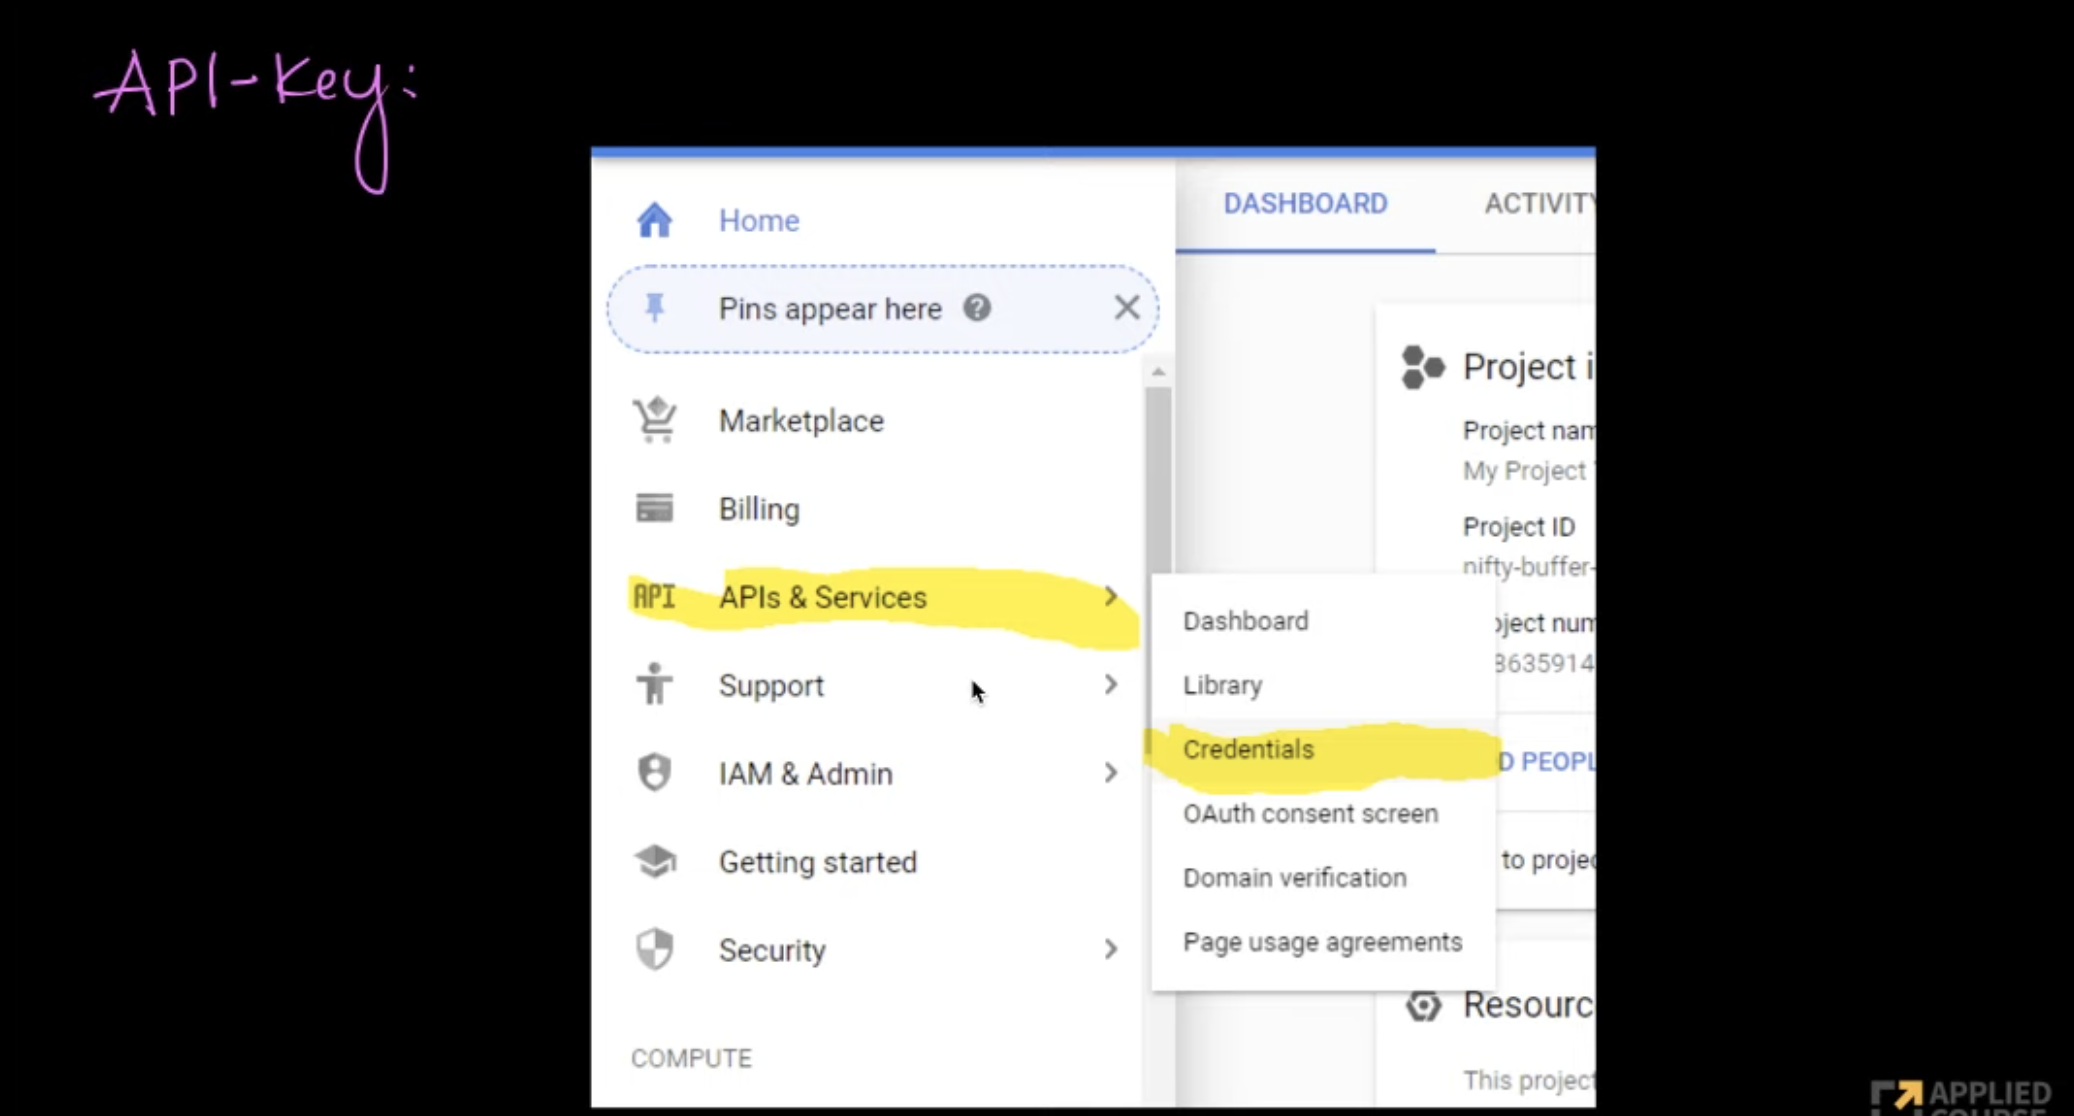 API-Key:
Home
Pins appear here
Marketplace
Billing
API APIs & Services
Support
IAM & Admin
Getting started
Security
COMPUTE
DASHBOARD ACTIVITY
Project i
Project nam
My Project
Project ID
nifty-buffer-
ject num
3635914
D PEOPL
to projec
Resourc
This project
Dashboard
Library
Credentials
OAuth consent screen
Domain verification
Page usage agreements
APPLIED
COURSE